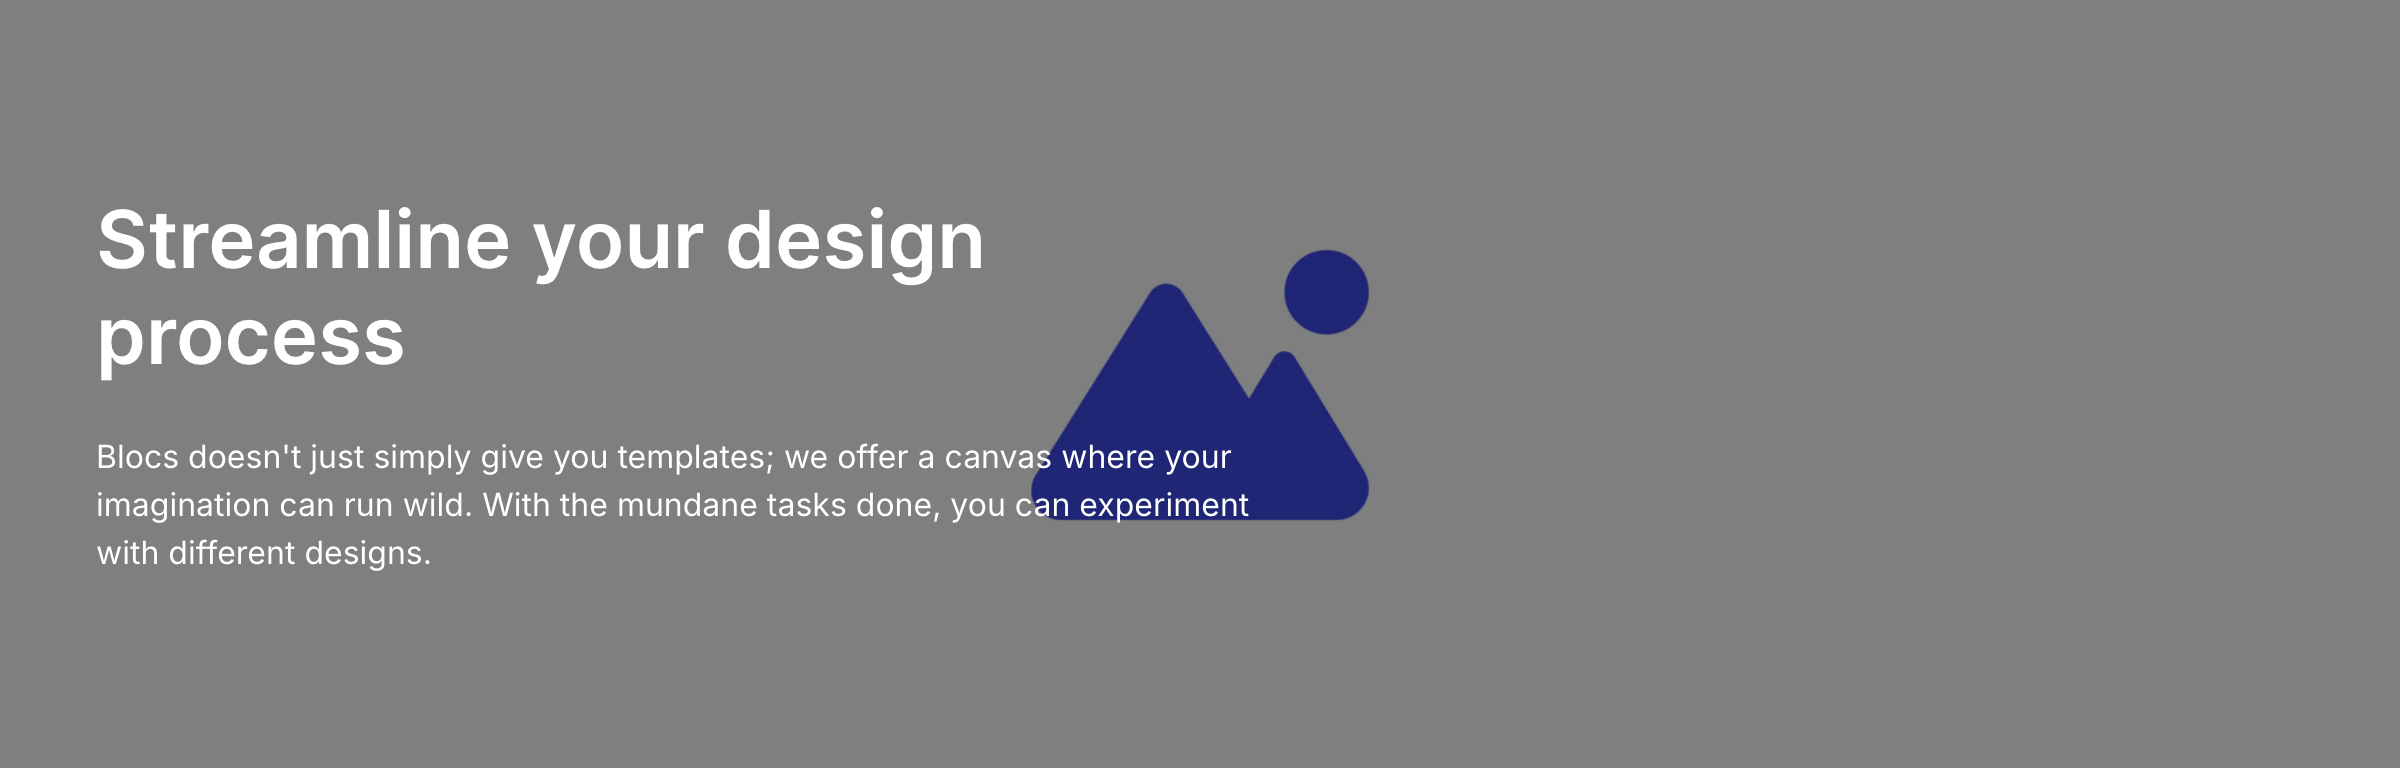 Streamline your design
process
Blocs doesn't just simply give you templates; we offer a canvas where your
imagination can run wild. With the mundane tasks done, you can experiment
with different designs.